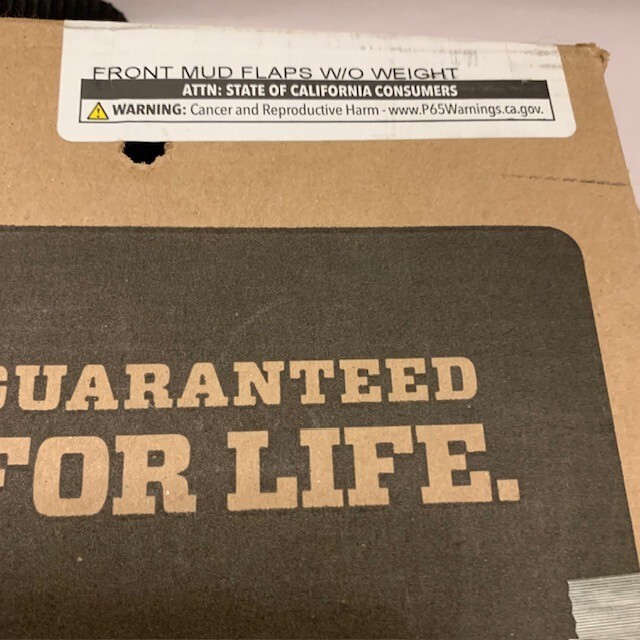 FRONT MUD FLAPS W/O WEIGHT
ATTN: STATE OF CALIFORNIA CONSUMERS
WARNING: Cancer and Reproductive Harm - www.P65Warnings.ca.gov.
GUARANTEED
FOR LIFE.